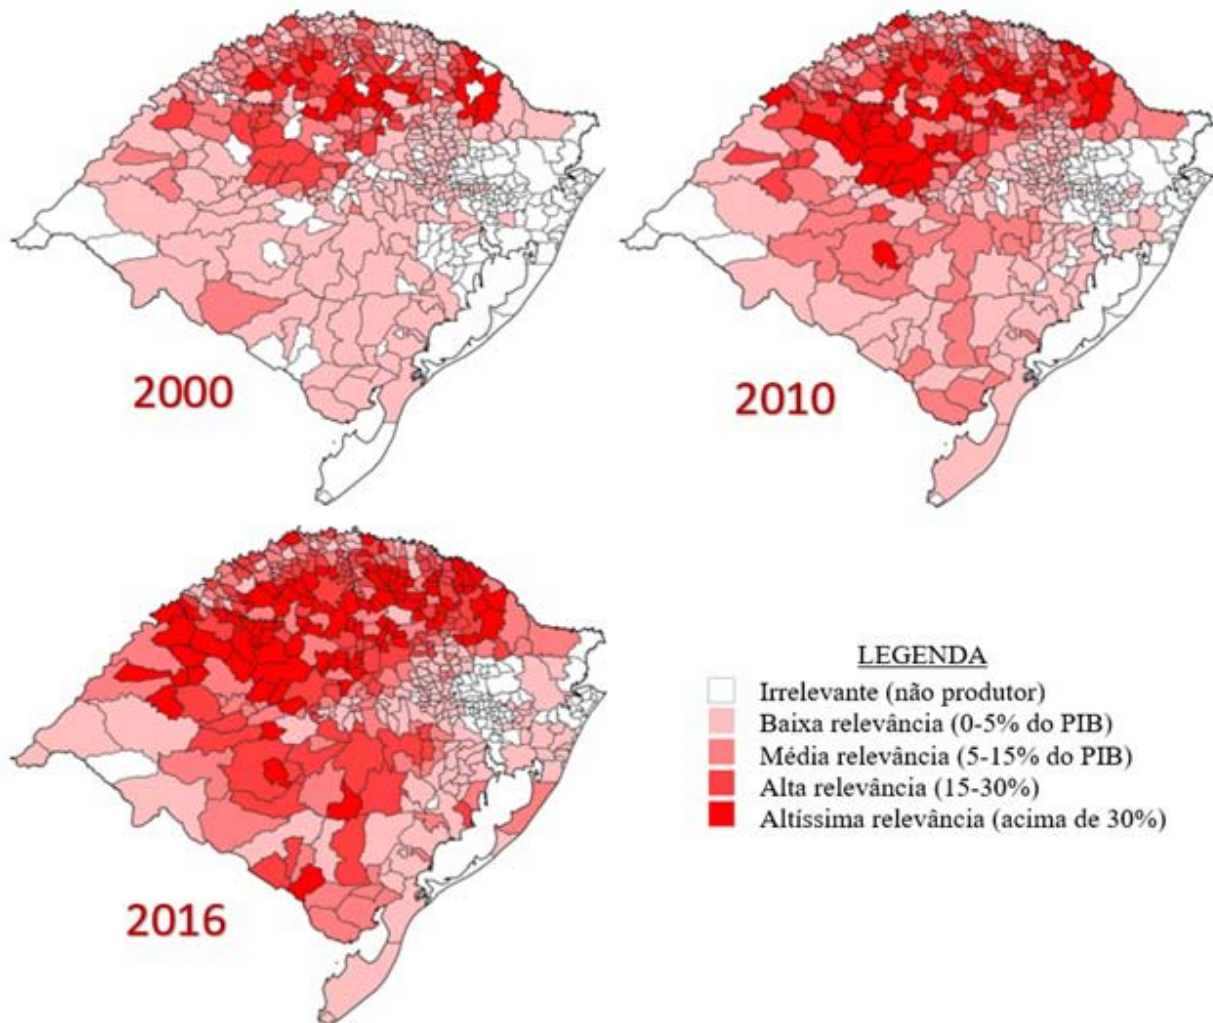 2000
2010
2016
LEGENDA
Irrelevante (não produtor)
Baixa relevância (0-5% do PIB)
Média relevância (5-15% do PIB)
Alta relevância (15-30%)
Altíssima relevância (acima de 30%)